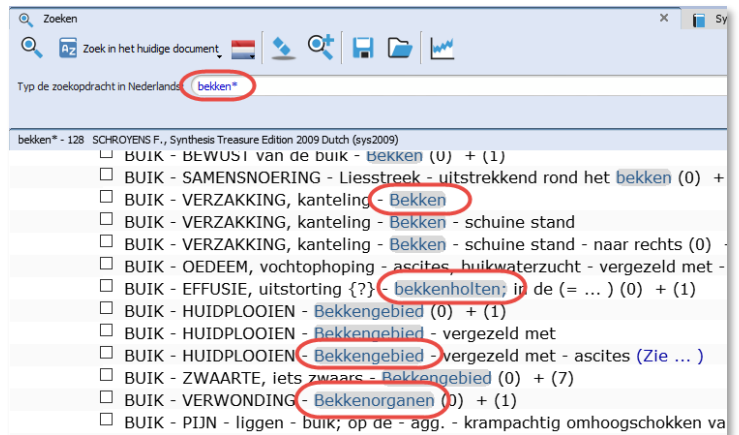 Zoeken × Sy
Zoek in het huidige document
Typ de zoekopdracht in Nederlands: bekken*
bekken* - 128 SCHROYENS F., Synthesis Treasure Edition 2009 Dutch (sys2009)
BUIK - BEWUST van de buik - Bekken (0) + (1)
BUIK - SAMENSNOERING - Liesstreek - uitstrekkend rond het bekken (0) +
BUIK - VERZAKKING, kanteling - Bekken
BUIK - VERZAKKING, kanteling - Bekken - schuine stand
BUIK - VERZAKKING, kanteling - Bekken - schuine stand - naar rechts (0) -
BUIK - OEDEEM, vochtophoping - ascites, buikwaterzucht - vergezeld met -
BUIK - EFFUSIE, uitstorting {?} - bekkenholten; in de (= ... ) (0) + (1)
BUIK - HUIDPLOOIEN - Bekkengebied (0) + (1)
BUIK - HUIDPLOOIEN - Bekkengebied - vergezeld met
BUIK - HUIDPLOOIEN - Bekkengebied - vergezeld met - ascites (Zie ... )
BUIK - ZWAARTE, iets zwaars - Bekkengebied (0) + (7)
BUIK - VERWONDING - Bekkenorganen (0) + (1)
BUIK - PIJN - liggen - buik; op de - agg. - krampachtig omhoogschokken va